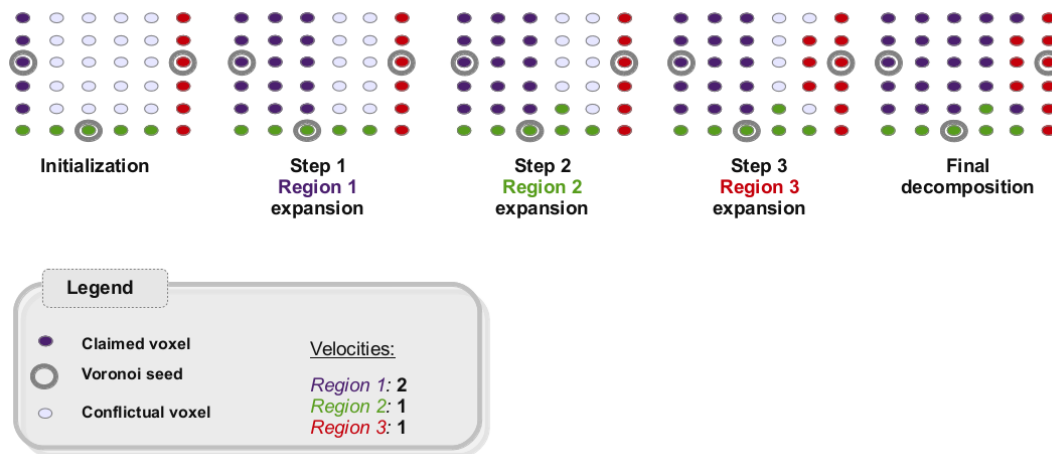 Initialization
Step 1
Region 1
expansion
Step 2
Region 2
expansion
Step 3
Region 3
expansion
Final
decomposition
Legend
Claimed voxel
Voronoi seed
Conflictual voxel
Velocities:
Region 1: 2
Region 2: 1
Region 3: 1